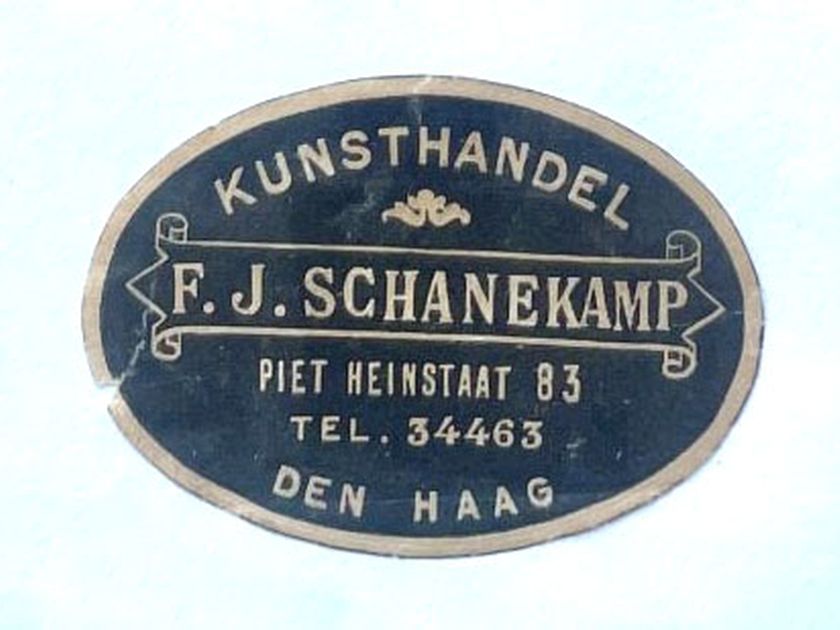 KUNSTHANDEL
F. J. SCHANEKAMP
PIET HEINSTAAT 83
TEL. 34463
DEN HAAG